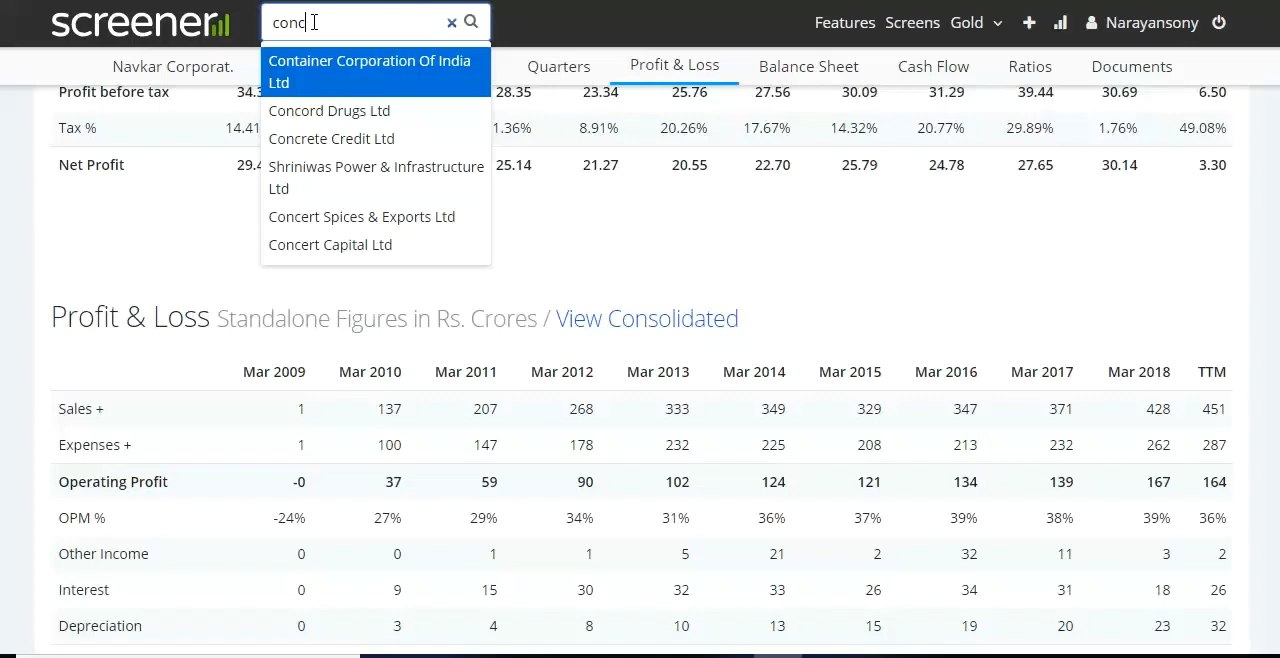 screener
conc
Features Screens Gold Narayansony
Container Corporation Of India
Ltd
Concord Drugs Ltd
Concrete Credit Ltd
Shriniwas Power & Infrastructure
Ltd
Concert Spices & Exports Ltd
Concert Capital Ltd
Navkar Corporat. Quarters Profit & Loss Balance Sheet Cash Flow Ratios Documents
Profit before tax 34.3 28.35 23.34 25.76 27.56 30.09 31.29 39.44 30.69 6.50
Tax % 14.41 1.36% 8.91% 20.26% 17.67% 14.32% 20.77% 29.89% 1.76% 49.08%
Net Profit 29.4 25.14 21.27 20.55 22.70 25.79 24.78 27.65 30.14 3.30
Profit & Loss Standalone Figures in Rs. Crores / View Consolidated
Mar 2009 Mar 2010 Mar 2011 Mar 2012 Mar 2013 Mar 2014 Mar 2015 Mar 2016 Mar 2017 Mar 2018 TTM
Sales + 1 137 207 268 333 349 329 347 371 428 451
Expenses + 1 100 147 178 232 225 208 213 232 262 287
Operating Profit -0 37 59 90 102 124 121 134 139 167 164
OPM % -24% 27% 29% 34% 31% 36% 37% 39% 38% 39% 36%
Other Income 0 0 1 1 5 21 2 32 11 3 2
Interest 0 9 15 30 32 33 26 34 31 18 26
Depreciation 0 3 4 8 10 13 15 19 20 23 32